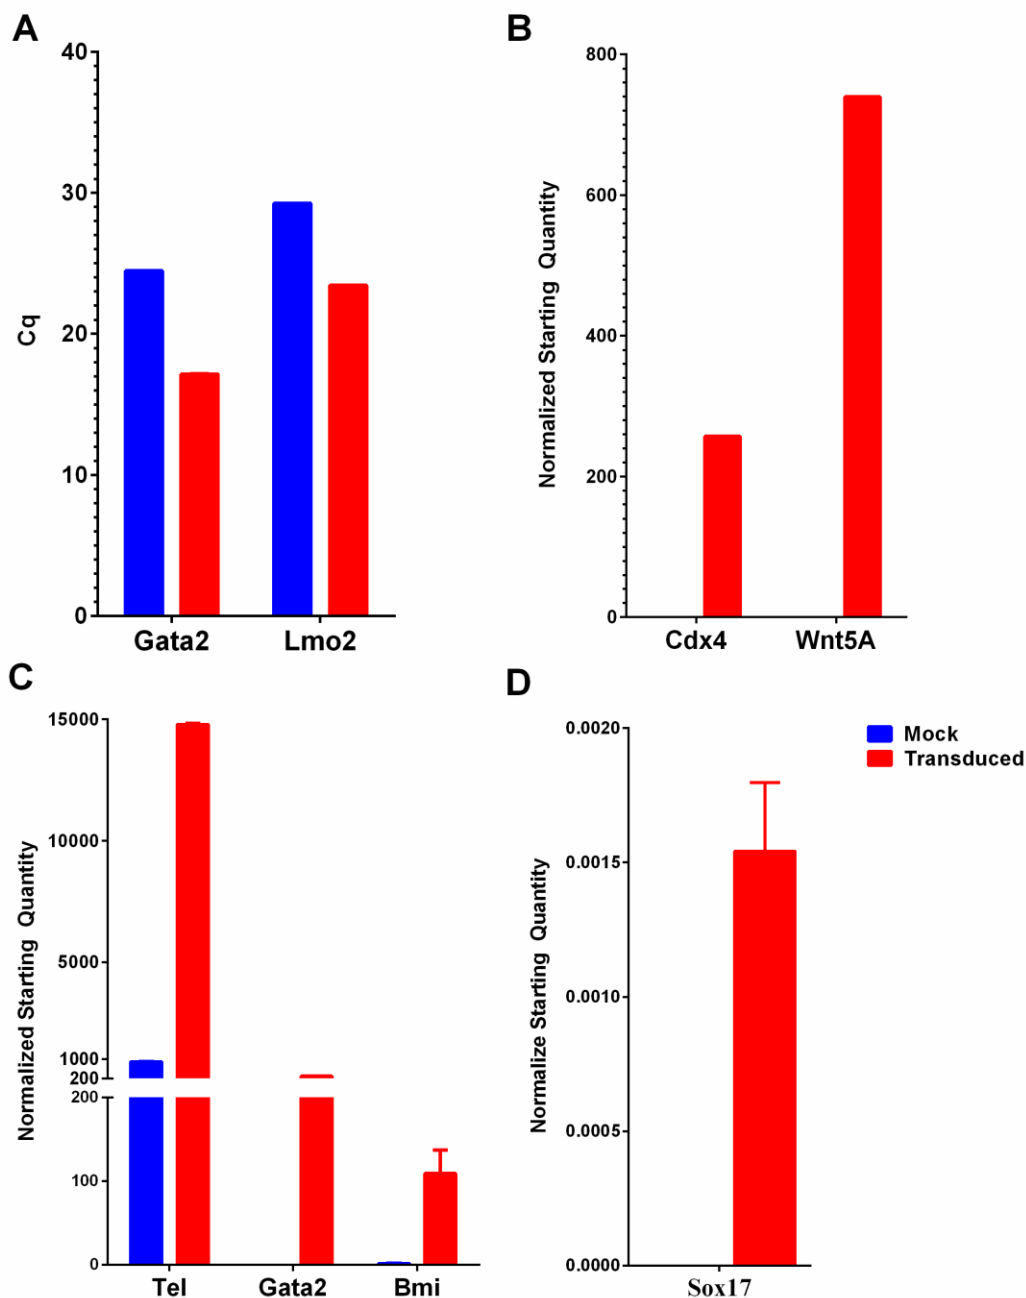 A
40
30
20
10
0
Cq
Gata2 Lmo2
B
800
600
400
200
0
Normalized Starting Quantity
Cdx4 Wnt5A
C
15000
10000
5000
1000
200
200
100
0
Normalized Starting Quantity
Tel Gata2 Bmi
D
0.0020
0.0015
0.0010
0.0005
0.0000
Normalize Starting Quantity
Sox17
Mock
Transduced